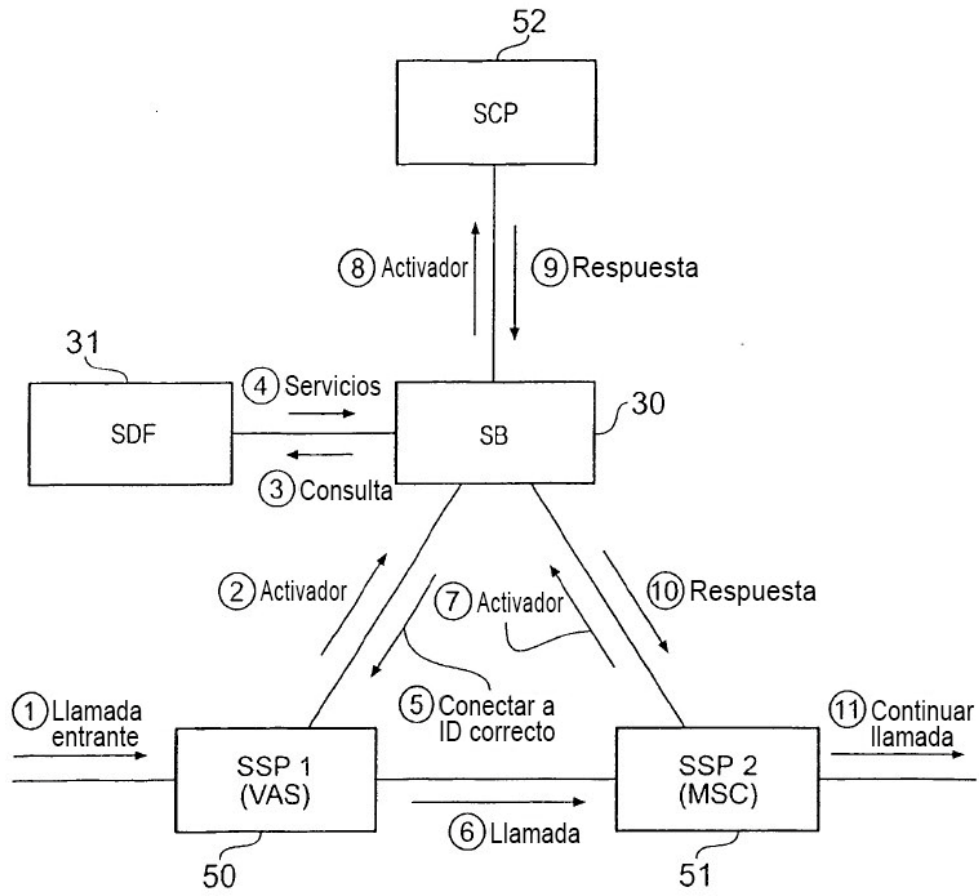 52
SCP
⑧ Activador
⑨ Respuesta
31
④ Servicios
30
SDF
SB
③ Consulta
② Activador
⑦ Activador
⑩ Respuesta
① Llamada
entrante
⑤ Conectar a
ID correcto
⑪ Continuar
llamada
SSP 1
(VAS)
SSP 2
(MSC)
⑥ Llamada
50
51